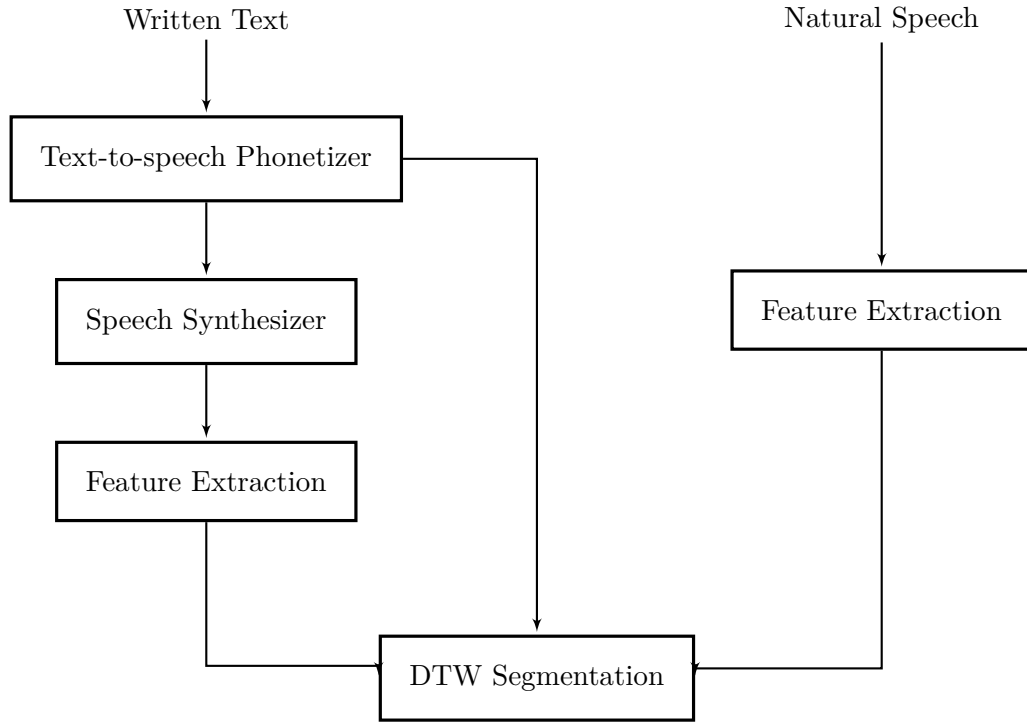 Written Text
Natural Speech
Text-to-speech Phonetizer
Speech Synthesizer
Feature Extraction
Feature Extraction
DTW Segmentation